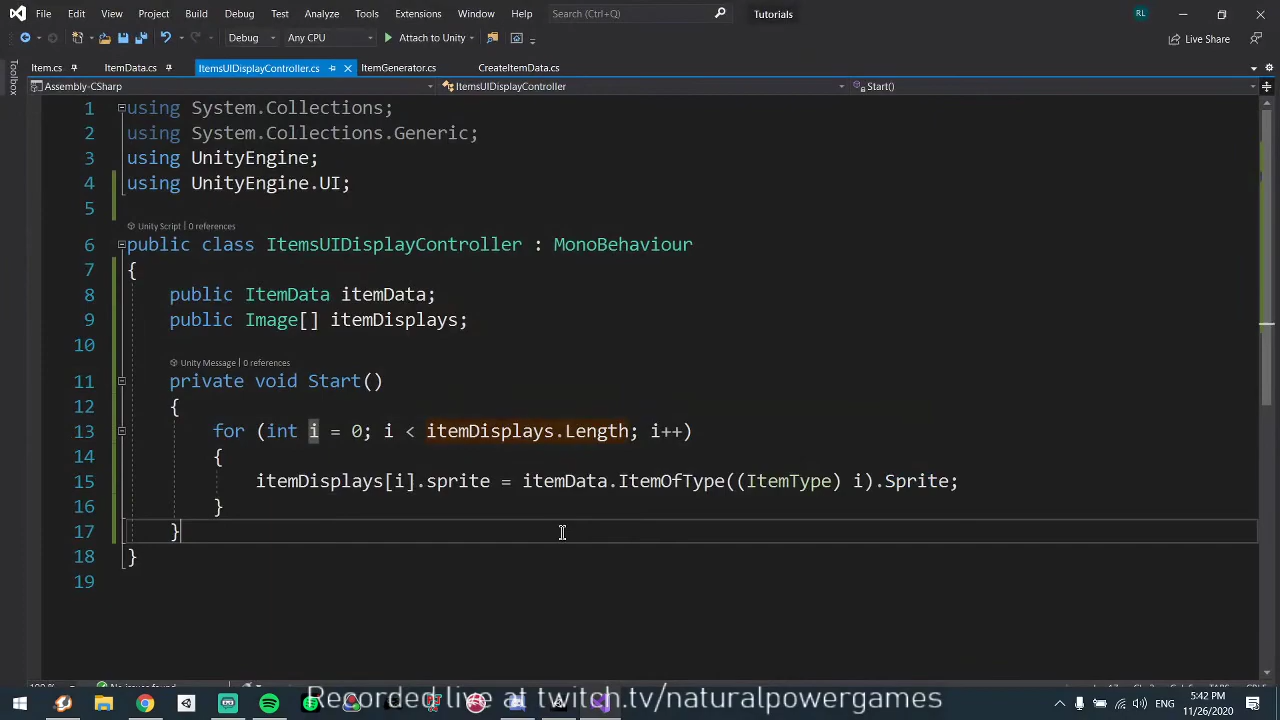 File Edit View Project Build Debug Test Analyze Tools Extensions Window Help Search (Ctrl+Q) Tutorials RL
Debug Any CPU Attach to Unity Live Share
Toolbox
Item.cs ItemData.cs ItemsUIDisplayController.cs ItemGenerator.cs CreateItemData.cs
Assembly-CSharp ItemsUIDisplayController Start()
1 using System.Collections;
2 using System.Collections.Generic;
3 using UnityEngine;
4 using UnityEngine.UI;
5
Unity Script | 0 references
6 public class ItemsUIDisplayController : MonoBehaviour
7 {
8 public ItemData itemData;
9 public Image[] itemDisplays;
10
Unity Message | 0 references
11 private void Start()
12 {
13 for (int i = 0; i < itemDisplays.Length; i++)
14 {
15 itemDisplays[i].sprite = itemData.ItemOfType((ItemType) i).Sprite;
16 }
17 }
18 }
19
Recorded live at twitch.tv/naturalpowergames
5:42 PM
11/26/2020